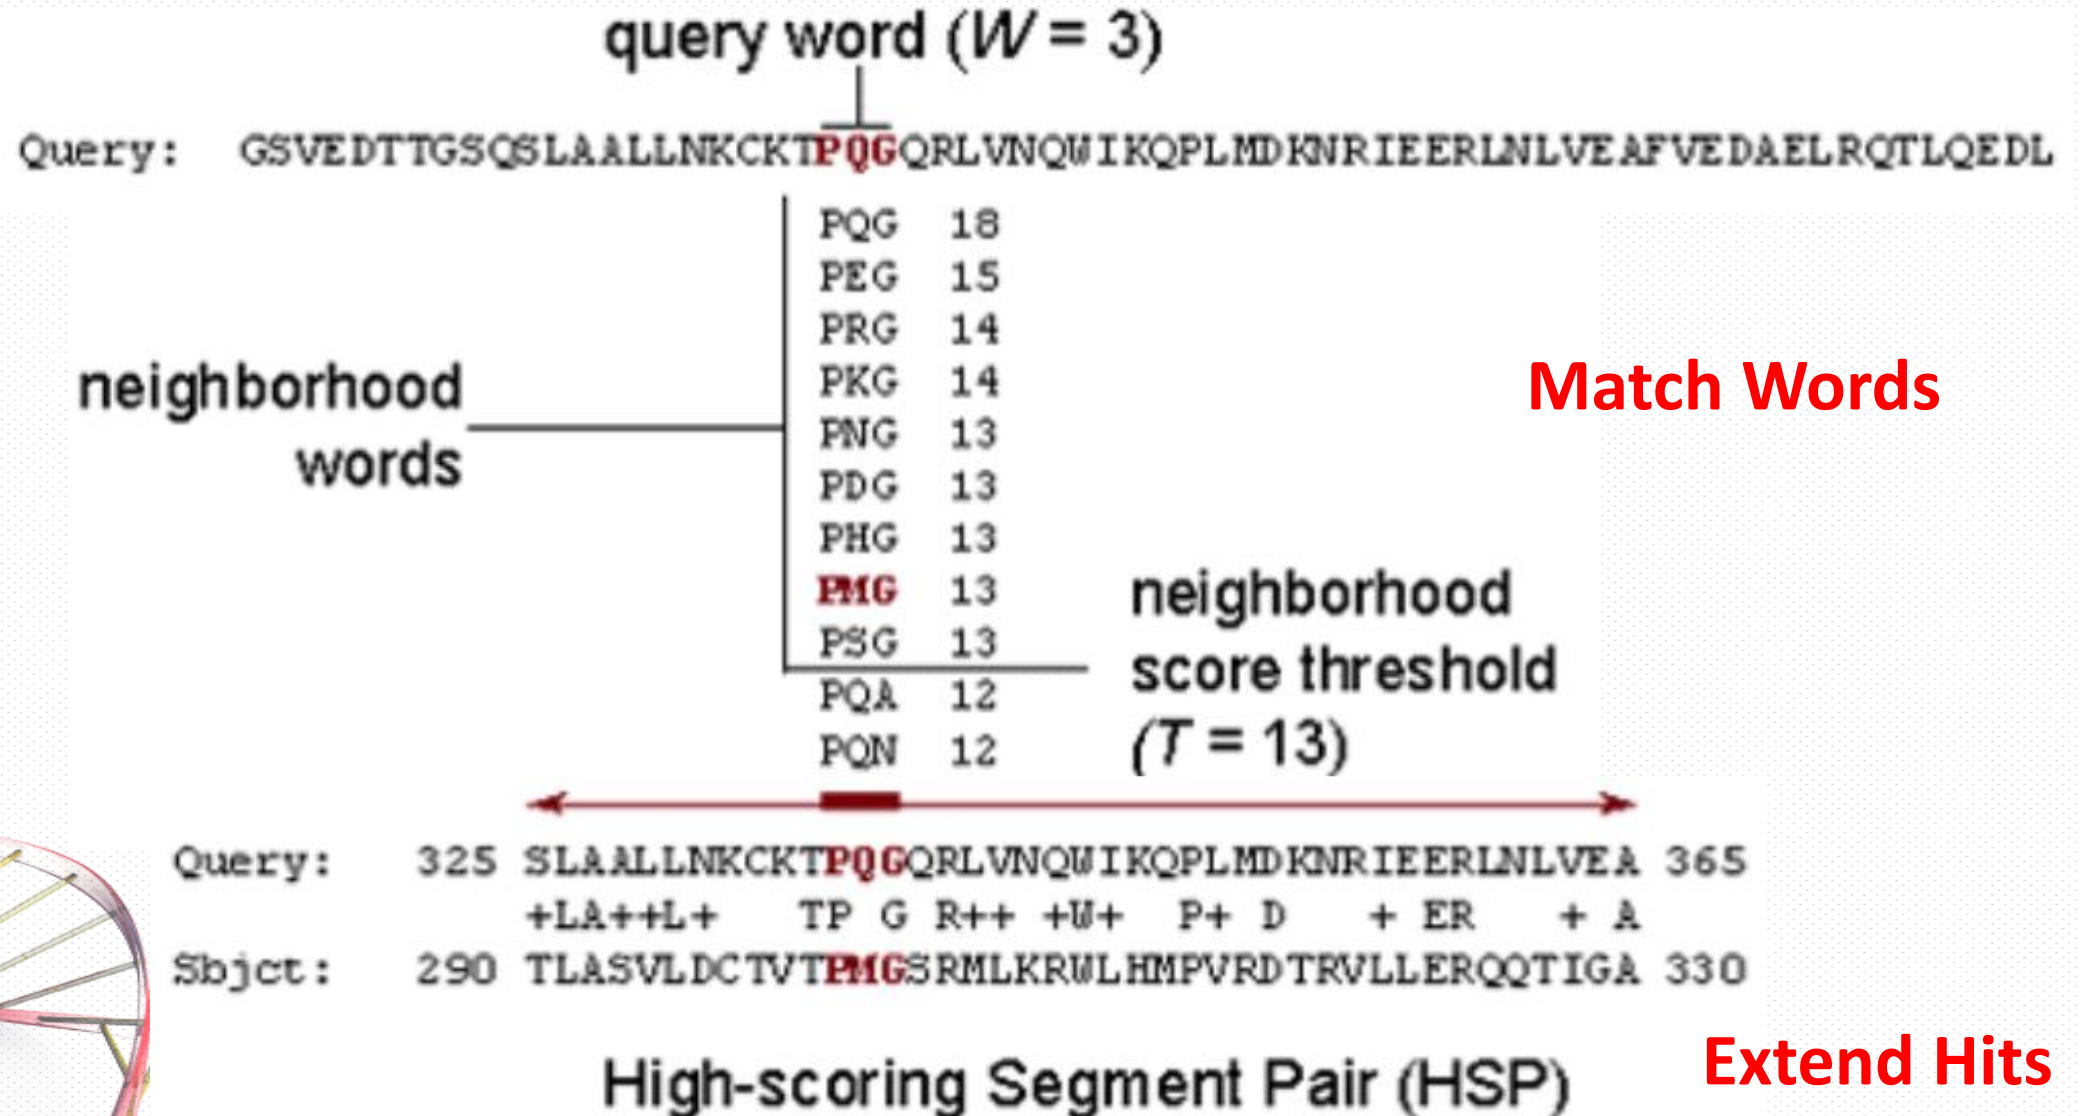 query word (W = 3)
Query: GSVEDTTGSQSLAALLNKCKTPQGQRLVNQWIKQPLMDKNRIEERLNLVEAFVEDAELRQTLQEDL
PQG 18
PEG 15
PRG 14
PKG 14
PNG 13
PDG 13
PHG 13
PMG 13
PSG 13
PQA 12
PQN 12
neighborhood
words
Match Words
neighborhood
score threshold
(T = 13)
Query: 325 SLAALLNKCKTPQGQRLVNQWIKQPLMDKNRIEERLNLVEA 365
+LA++L+ TP G R++ +W+ P+ D + ER + A
Sbjct: 290 TLASVLDCTVTPMGSRMLKRWLHMPVRDTRVLLERQQTIGA 330
High-scoring Segment Pair (HSP)
Extend Hits